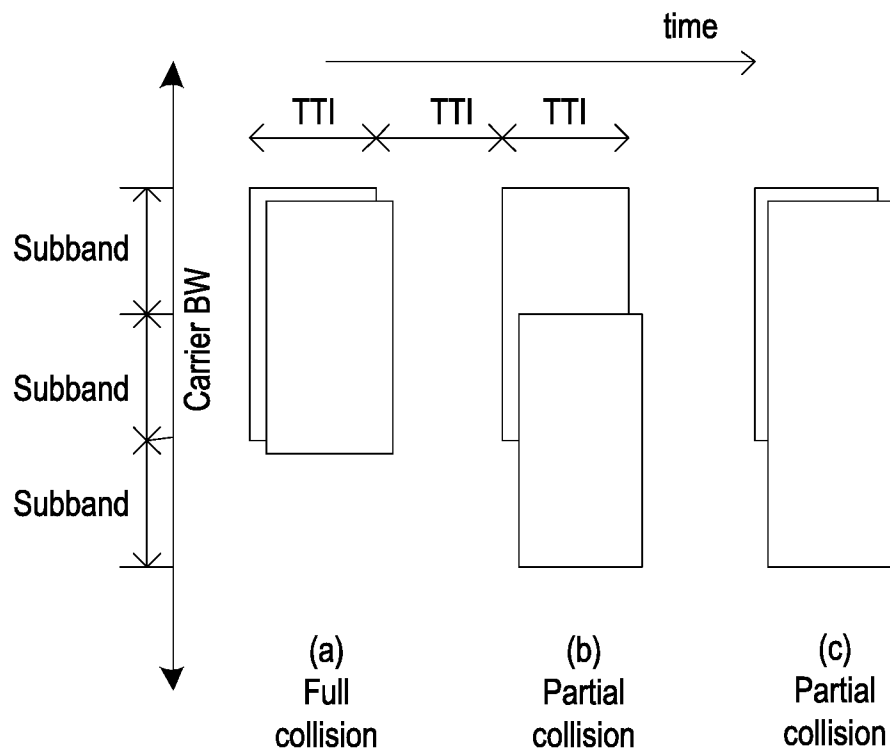 time
TTI
TTI
TTI
Subband
Subband
Subband
Carrier BW
(a)
Full
collision
(b)
Partial
collision
(c)
Partial
collision